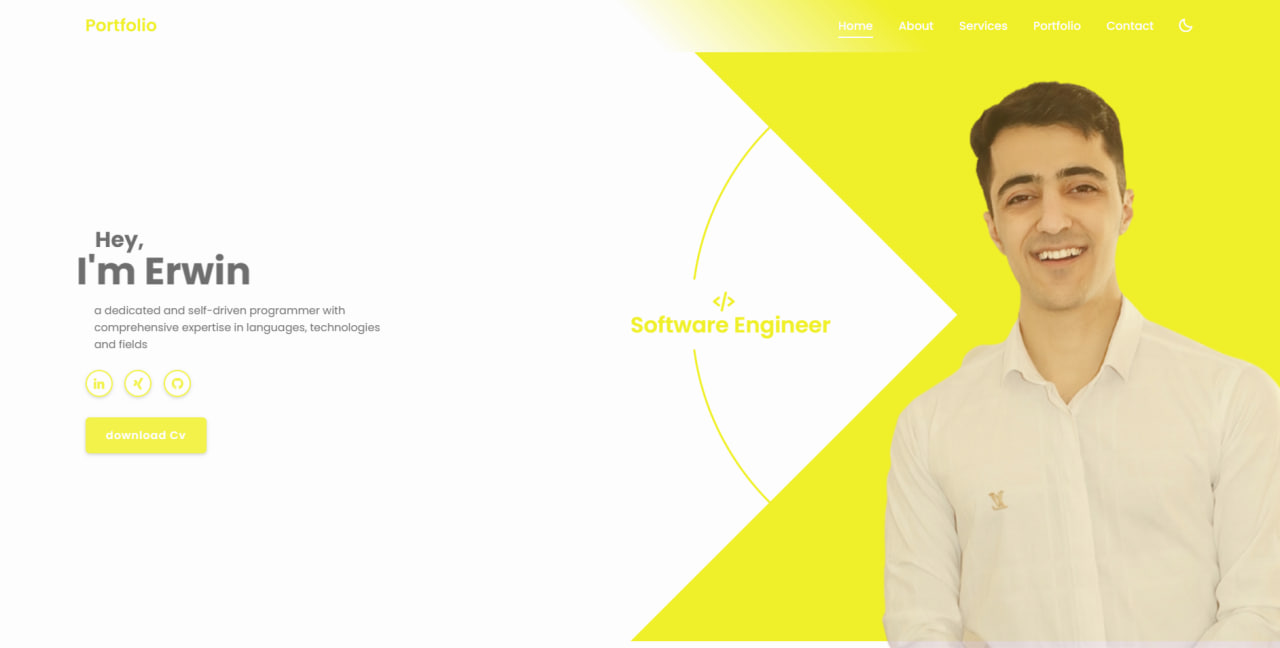 Portfolio
Home About Services Portfolio Contact
Hey,
I'm Erwin
a dedicated and self-driven programmer with
comprehensive expertise in languages, technologies
and fields
in
download Cv
</>
Software Engineer